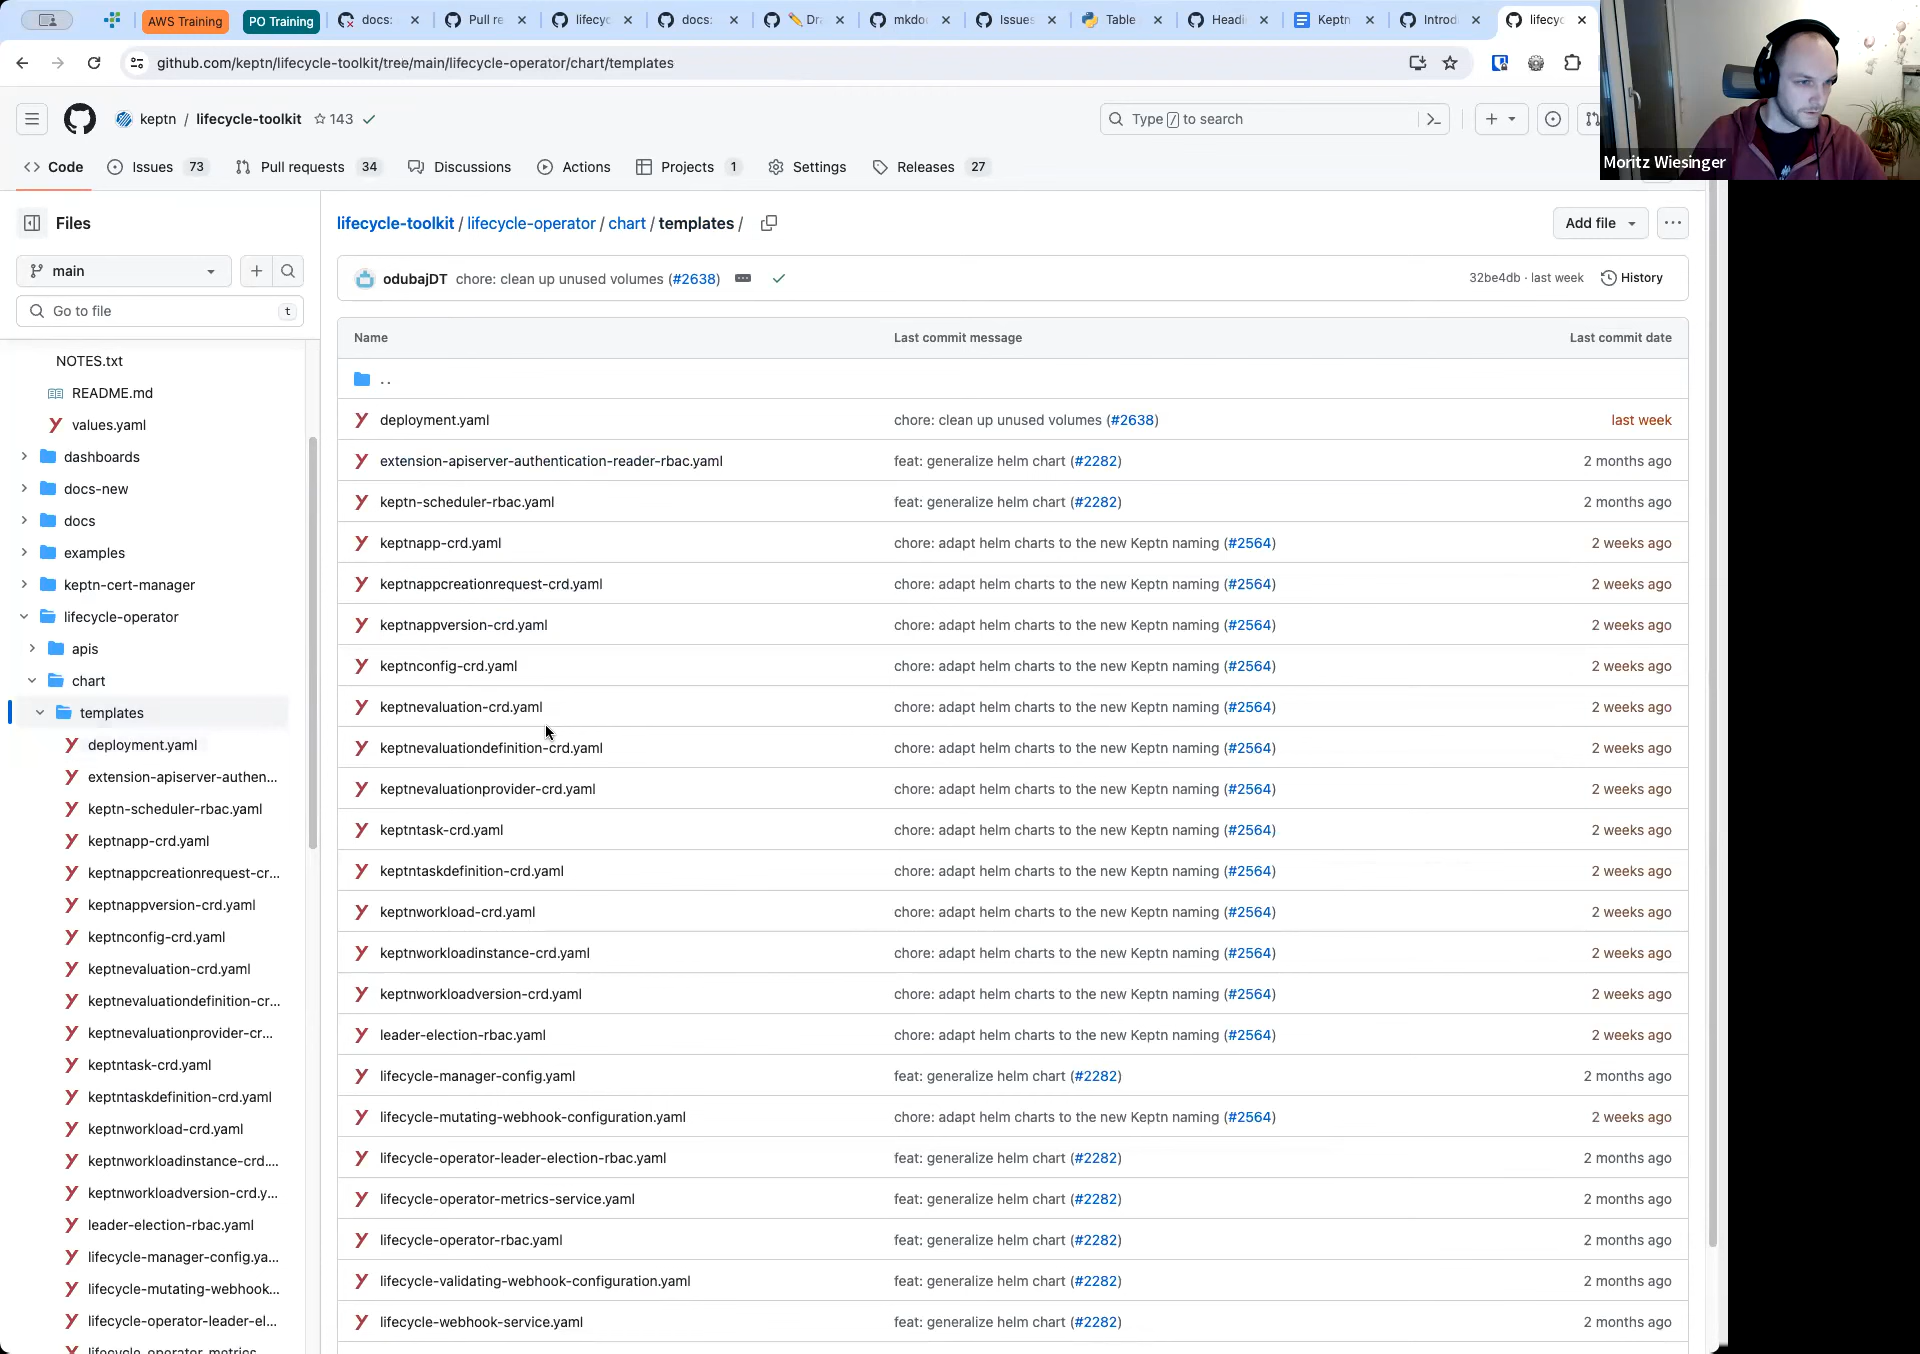 AWS Training
PO Training
docs:
Pull re
lifecyc
docs:
Dra
mkdo
Issues
Table
Headi
Keptn
Introd
lifecyc
github.com/keptn/lifecycle-toolkit/tree/main/lifecycle-operator/chart/templates
keptn / lifecycle-toolkit 143
Type / to search
Moritz Wiesinger
Code
Issues 73
Pull requests 34
Discussions
Actions
Projects 1
Settings
Releases 27
Files
main
Go to file t
NOTES.txt
README.md
values.yaml
dashboards
docs-new
docs
examples
keptn-cert-manager
lifecycle-operator
apis
chart
templates
deployment.yaml
extension-apiserver-authen...
keptn-scheduler-rbac.yaml
keptnapp-crd.yaml
keptnappcreationrequest-cr...
keptnappversion-crd.yaml
keptnconfig-crd.yaml
keptnevaluation-crd.yaml
keptnevaluationdefinition-cr...
keptnevaluationprovider-cr...
keptntask-crd.yaml
keptntaskdefinition-crd.yaml
keptnworkload-crd.yaml
keptnworkloadinstance-crd....
keptnworkloadversion-crd.y...
leader-election-rbac.yaml
lifecycle-manager-config.ya...
lifecycle-mutating-webhook...
lifecycle-operator-leader-el...
lifecycle-operator-metrics
lifecycle-toolkit / lifecycle-operator / chart / templates /
Add file
odubajDT chore: clean up unused volumes (#2638) 32be4db · last week History
Name Last commit message Last commit date
..
deployment.yaml chore: clean up unused volumes (#2638) last week
extension-apiserver-authentication-reader-rbac.yaml feat: generalize helm chart (#2282) 2 months ago
keptn-scheduler-rbac.yaml feat: generalize helm chart (#2282) 2 months ago
keptnapp-crd.yaml chore: adapt helm charts to the new Keptn naming (#2564) 2 weeks ago
keptnappcreationrequest-crd.yaml chore: adapt helm charts to the new Keptn naming (#2564) 2 weeks ago
keptnappversion-crd.yaml chore: adapt helm charts to the new Keptn naming (#2564) 2 weeks ago
keptnconfig-crd.yaml chore: adapt helm charts to the new Keptn naming (#2564) 2 weeks ago
keptnevaluation-crd.yaml chore: adapt helm charts to the new Keptn naming (#2564) 2 weeks ago
keptnevaluationdefinition-crd.yaml chore: adapt helm charts to the new Keptn naming (#2564) 2 weeks ago
keptnevaluationprovider-crd.yaml chore: adapt helm charts to the new Keptn naming (#2564) 2 weeks ago
keptntask-crd.yaml chore: adapt helm charts to the new Keptn naming (#2564) 2 weeks ago
keptntaskdefinition-crd.yaml chore: adapt helm charts to the new Keptn naming (#2564) 2 weeks ago
keptnworkload-crd.yaml chore: adapt helm charts to the new Keptn naming (#2564) 2 weeks ago
keptnworkloadinstance-crd.yaml chore: adapt helm charts to the new Keptn naming (#2564) 2 weeks ago
keptnworkloadversion-crd.yaml chore: adapt helm charts to the new Keptn naming (#2564) 2 weeks ago
leader-election-rbac.yaml chore: adapt helm charts to the new Keptn naming (#2564) 2 weeks ago
lifecycle-manager-config.yaml feat: generalize helm chart (#2282) 2 months ago
lifecycle-mutating-webhook-configuration.yaml chore: adapt helm charts to the new Keptn naming (#2564) 2 weeks ago
lifecycle-operator-leader-election-rbac.yaml feat: generalize helm chart (#2282) 2 months ago
lifecycle-operator-metrics-service.yaml feat: generalize helm chart (#2282) 2 months ago
lifecycle-operator-rbac.yaml feat: generalize helm chart (#2282) 2 months ago
lifecycle-validating-webhook-configuration.yaml feat: generalize helm chart (#2282) 2 months ago
lifecycle-webhook-service.yaml feat: generalize helm chart (#2282) 2 months ago